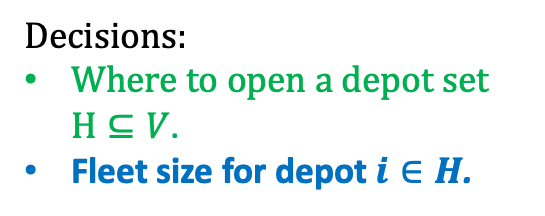 Decisions:
• Where to open a depot set
H ⊆ V.
• Fleet size for depot i ∈ H.